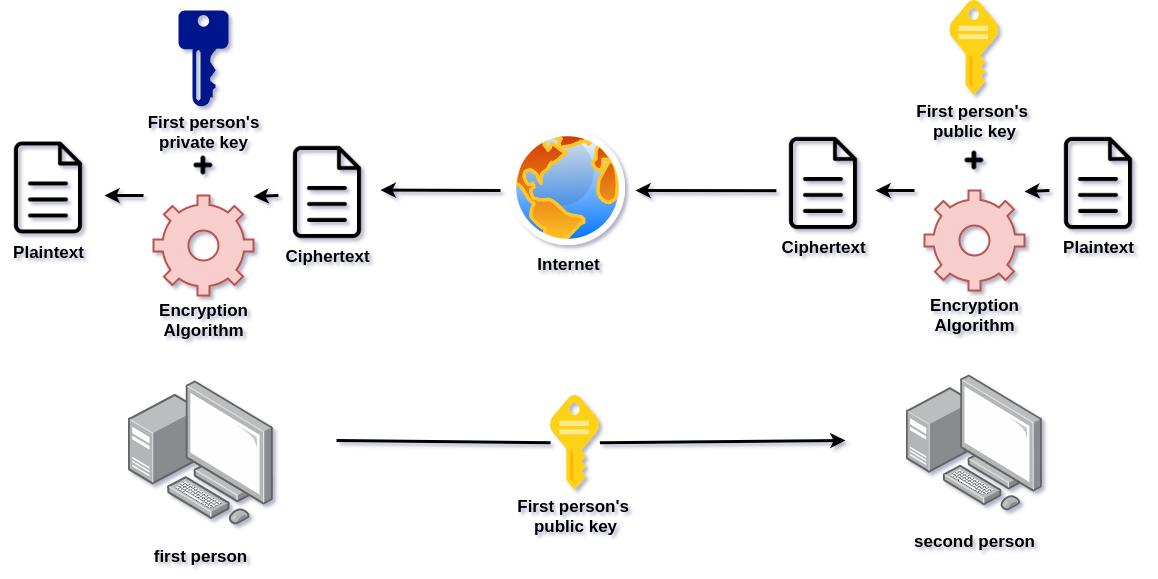 First person's
private key
First person's
public key
Plaintext
Ciphertext
Internet
Ciphertext
Plaintext
Encryption
Algorithm
Encryption
Algorithm
First person's
public key
first person
second person